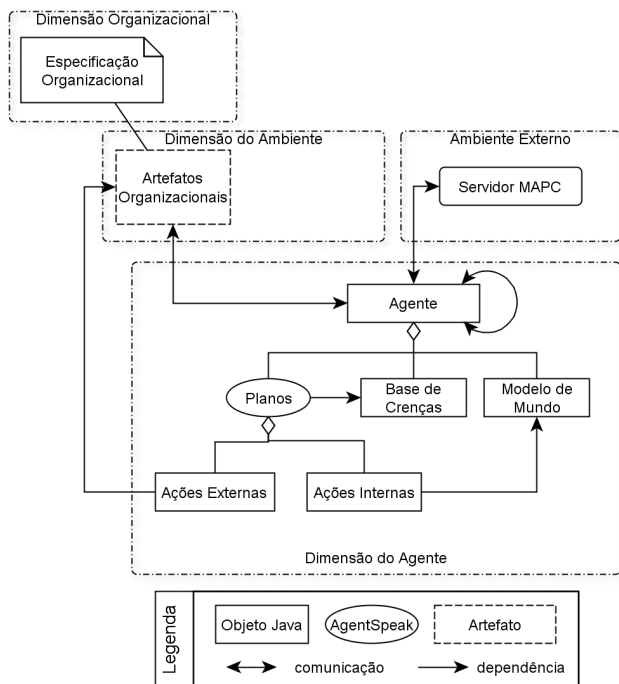 Dimensão Organizacional
Especificação
Organizacional
Dimensão do Ambiente
Artefatos
Organizacionais
Ambiente Externo
Servidor MAPC
Agente
Planos
Base de
Crenças
Modelo de
Mundo
Ações Externas
Ações Internas
Dimensão do Agente
Legenda
Objeto Java
AgentSpeak
Artefato
comunicação
dependência